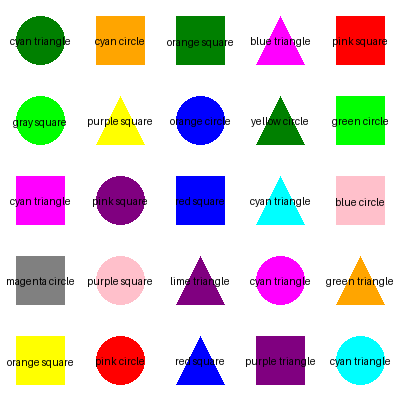 cyan triangle
cyan circle
orange square
blue triangle
pink square
gray square
purple square
orange circle
yellow circle
green circle
cyan triangle
pink square
red square
cyan triangle
blue circle
magenta circle
purple square
lime triangle
cyan triangle
green triangle
orange square
pink circle
red square
purple triangle
cyan triangle